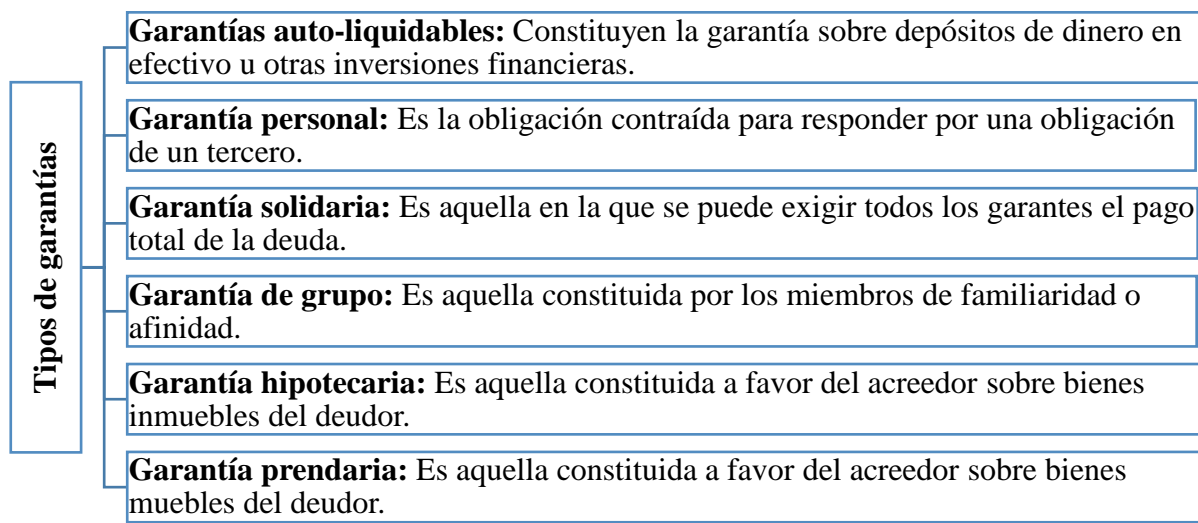 Tipos de garantías
Garantías auto-liquidables: Constituyen la garantía sobre depósitos de dinero en
efectivo u otras inversiones financieras.
Garantía personal: Es la obligación contraída para responder por una obligación
de un tercero.
Garantía solidaria: Es aquella en la que se puede exigir todos los garantes el pago
total de la deuda.
Garantía de grupo: Es aquella constituida por los miembros de familiaridad o
afinidad.
Garantía hipotecaria: Es aquella constituida a favor del acreedor sobre bienes
inmuebles del deudor.
Garantía prendaria: Es aquella constituida a favor del acreedor sobre bienes
muebles del deudor.